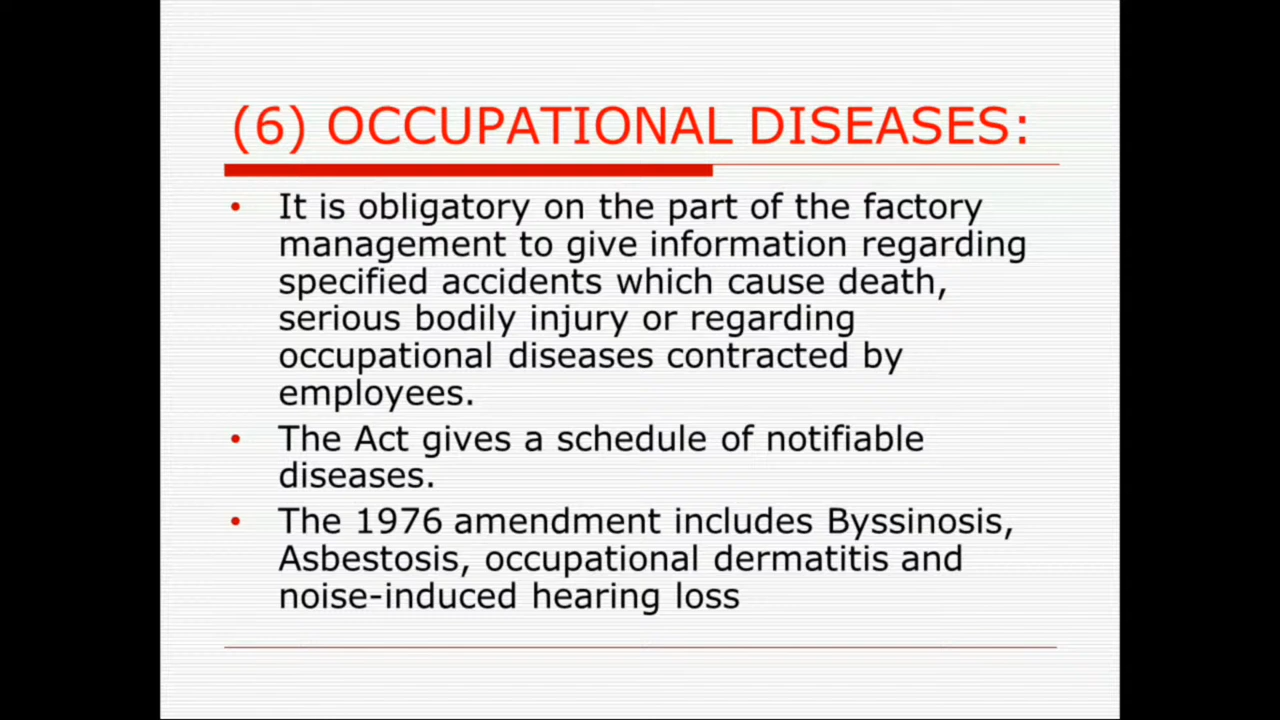 (6) OCCUPATIONAL DISEASES:
• It is obligatory on the part of the factory
management to give information regarding
specified accidents which cause death,
serious bodily injury or regarding
occupational diseases contracted by
employees.
• The Act gives a schedule of notifiable
diseases.
• The 1976 amendment includes Byssinosis,
Asbestosis, occupational dermatitis and
noise-induced hearing loss